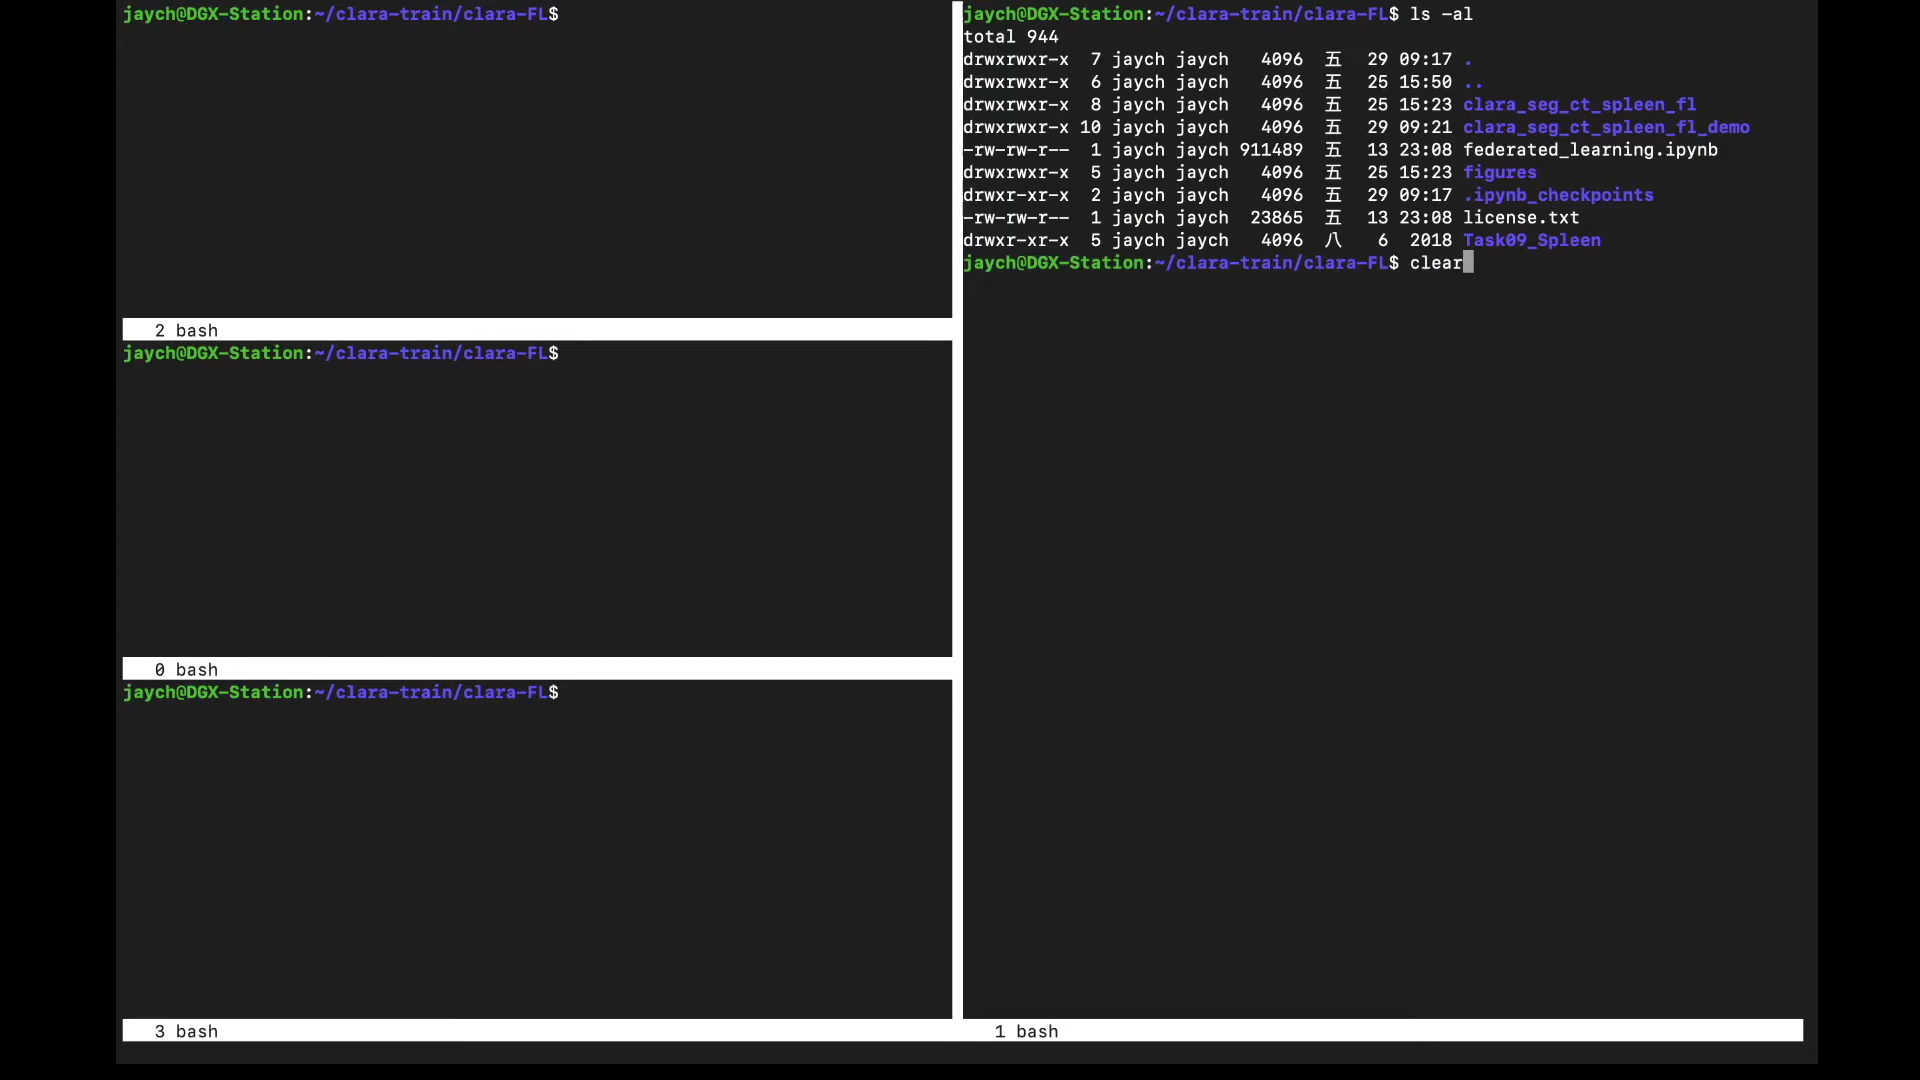 jaych@DGX-Station:~/clara-train/clara-FL$
2 bash
jaych@DGX-Station:~/clara-train/clara-FL$
0 bash
jaych@DGX-Station:~/clara-train/clara-FL$
3 bash
jaych@DGX-Station:~/clara-train/clara-FL$ ls -al
total 944
drwxrwxr-x  7 jaych jaych   4096  五  29 09:17 .
drwxrwxr-x  6 jaych jaych   4096  五  25 15:50 ..
drwxrwxr-x  8 jaych jaych   4096  五  25 15:23 clara_seg_ct_spleen_fl
drwxrwxr-x 10 jaych jaych   4096  五  29 09:21 clara_seg_ct_spleen_fl_demo
-rw-rw-r--  1 jaych jaych 911489  五  13 23:08 federated_learning.ipynb
drwxrwxr-x  5 jaych jaych   4096  五  25 15:23 figures
drwxr-xr-x  2 jaych jaych   4096  五  29 09:17 .ipynb_checkpoints
-rw-rw-r--  1 jaych jaych  23865  五  13 23:08 license.txt
drwxr-xr-x  5 jaych jaych   4096  八   6  2018 Task09_Spleen
jaych@DGX-Station:~/clara-train/clara-FL$ clear
1 bash